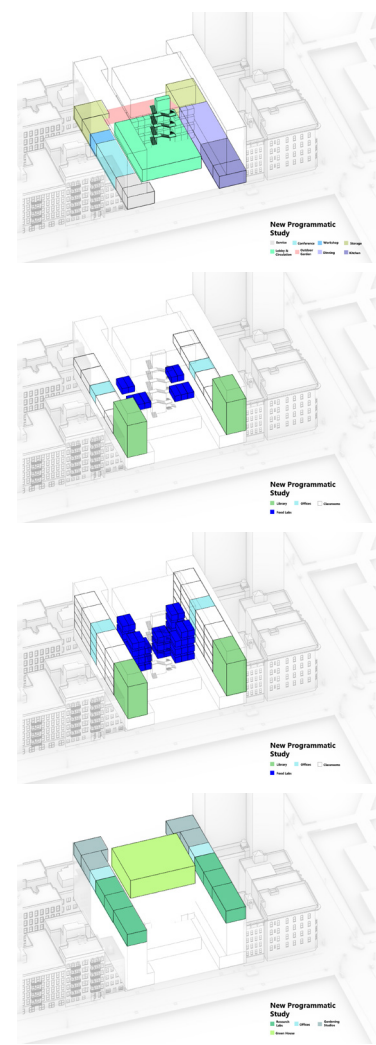 New Programmatic
Study
Service Conference Workshop Storage
Lobby & Circulation Outdoor Garden Dinning Kitchen
New Programmatic
Study
Library Offices Classrooms
Food Labs
New Programmatic
Study
Library Offices Classrooms
Food Labs
New Programmatic
Study
Research Labs Offices Gardening Studios
Green House